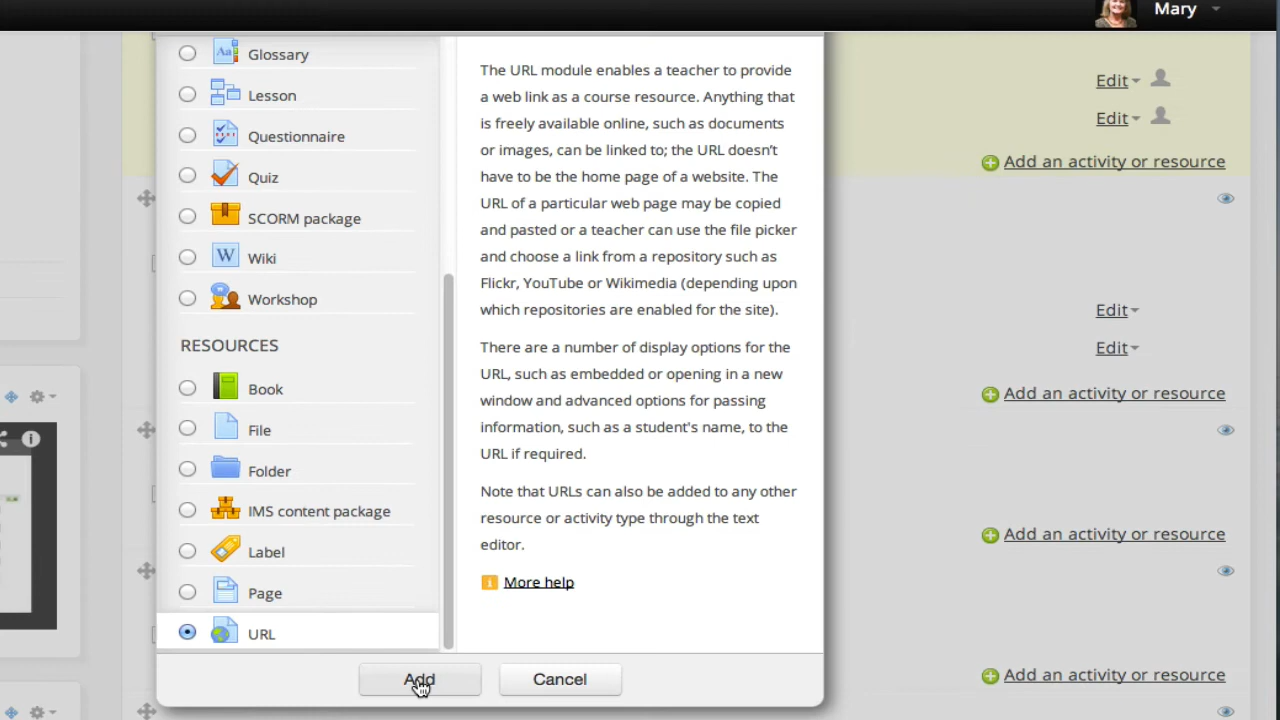 Mary
Glossary
Lesson
Questionnaire
Quiz
SCORM package
Wiki
Workshop
RESOURCES
Book
File
Folder
IMS content package
Label
Page
URL
The URL module enables a teacher to provide
a web link as a course resource. Anything that
is freely available online, such as documents
or images, can be linked to; the URL doesn't
have to be the home page of a website. The
URL of a particular web page may be copied
and pasted or a teacher can use the file picker
and choose a link from a repository such as
Flickr, YouTube or Wikimedia (depending upon
which repositories are enabled for the site).
There are a number of display options for the
URL, such as embedded or opening in a new
window and advanced options for passing
information, such as a student's name, to the
URL if required.
Note that URLs can also be added to any other
resource or activity type through the text
editor.
More help
Add
Cancel
Edit
Edit
Add an activity or resource
Edit
Edit
Add an activity or resource
Add an activity or resource
Add an activity or resource